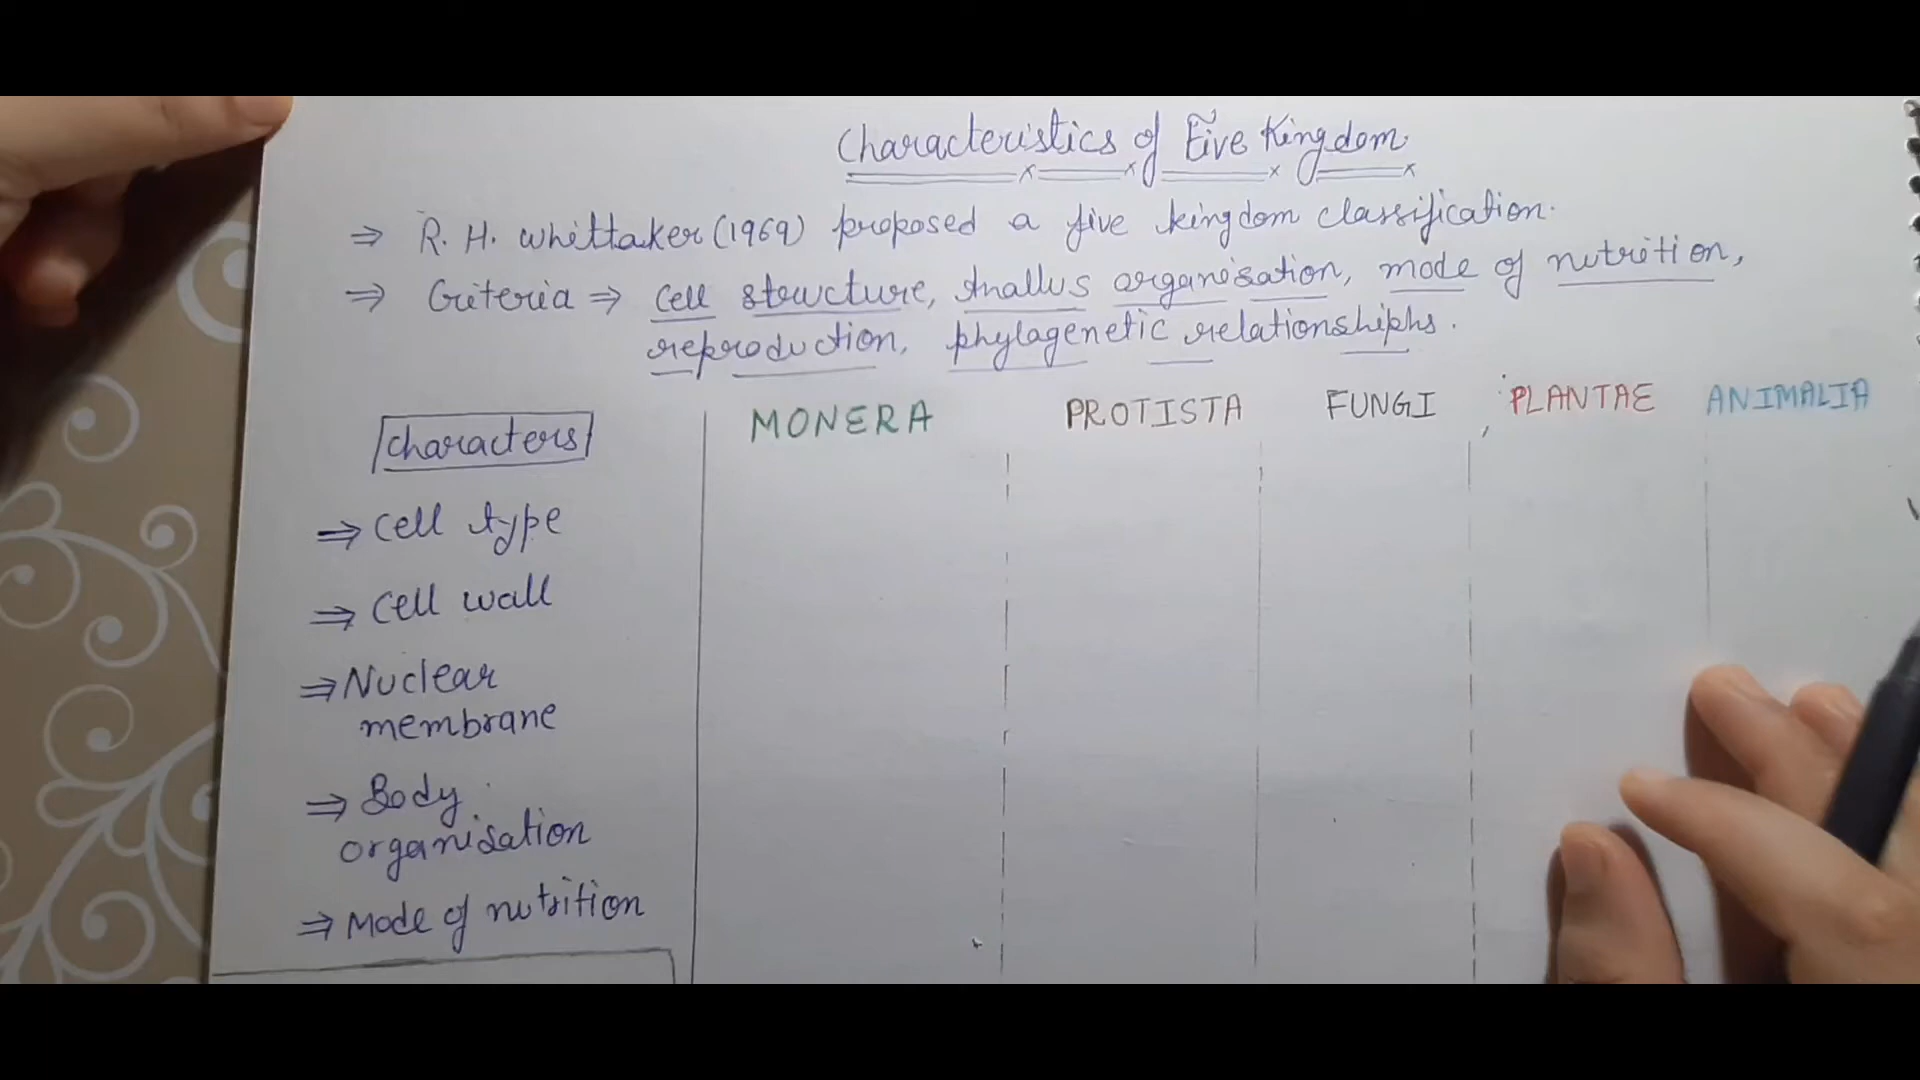 Characteristics of Five Kingdom
⇒ R. H. Whittaker (1969) proposed a five kingdom classification.
⇒ Criteria ⇒ Cell structure, thallus organisation, mode of nutrition,
reproduction, phylagenetic relationships.
Characters MONERA PROTISTA FUNGI PLANTAE ANIMALIA
⇒ Cell type
⇒ Cell wall
⇒ Nuclear
membrane
⇒ Body
organisation
⇒ Mode of nutrition